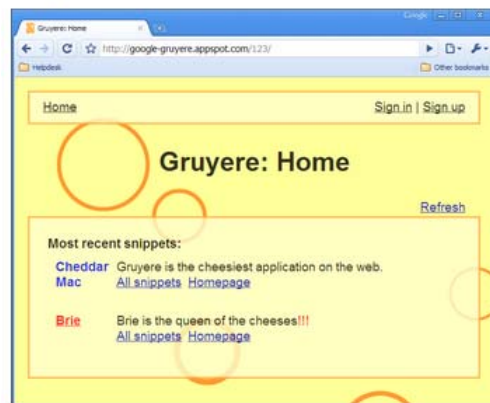 Google
Gruyere: Home
http://google-gruyere.appspot.com/123/
Helpdesk
Other bookmarks
Home
Sign in | Sign up
Gruyere: Home
Refresh
Most recent snippets:
Cheddar Gruyere is the cheesiest application on the web.
Mac All snippets Homepage
Brie Brie is the queen of the cheeses!!!
All snippets Homepage